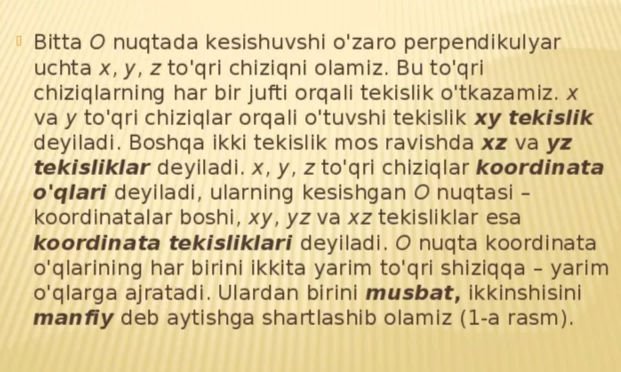 Bitta O nuqtada kesishuvshi o'zaro perpendikulyar
uchta x, y, z to'qri chiziqni olamiz. Bu to'qri
chiziqlarning har bir jufti orqali tekislik o'tkazamiz. x
va y to'qri chiziqlar orqali o'tuvshi tekislik xy tekislik
deyiladi. Boshqa ikki tekislik mos ravishda xz va yz
tekisliklar deyiladi. x, y, z to'qri chiziqlar koordinata
o'qlari deyiladi, ularning kesishgan O nuqtasi –
koordinatalar boshi, xy, yz va xz tekisliklar esa
koordinata tekisliklari deyiladi. O nuqta koordinata
o'qlarining har birini ikkita yarim to'qri shiziqqa – yarim
o'qlarga ajratadi. Ulardan birini musbat, ikkinshisini
manfiy deb aytishga shartlashib olamiz (1-a rasm).